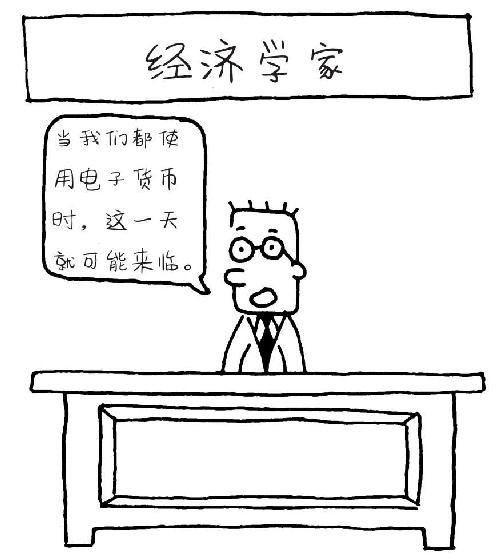 经济学家
当我们都使
用电子货币
时，这一天
就可能来临。